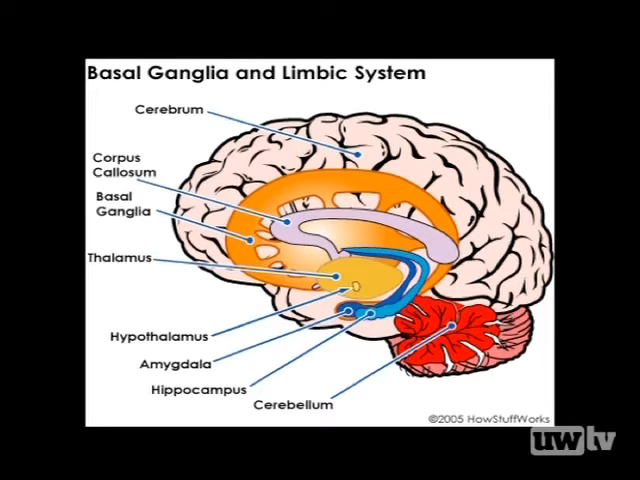 Basal Ganglia and Limbic System
Cerebrum
Corpus
Callosum
Basal
Ganglia
Thalamus
Hypothalamus
Amygdala
Hippocampus
Cerebellum
©2005 HowStuffWorks
uwtv